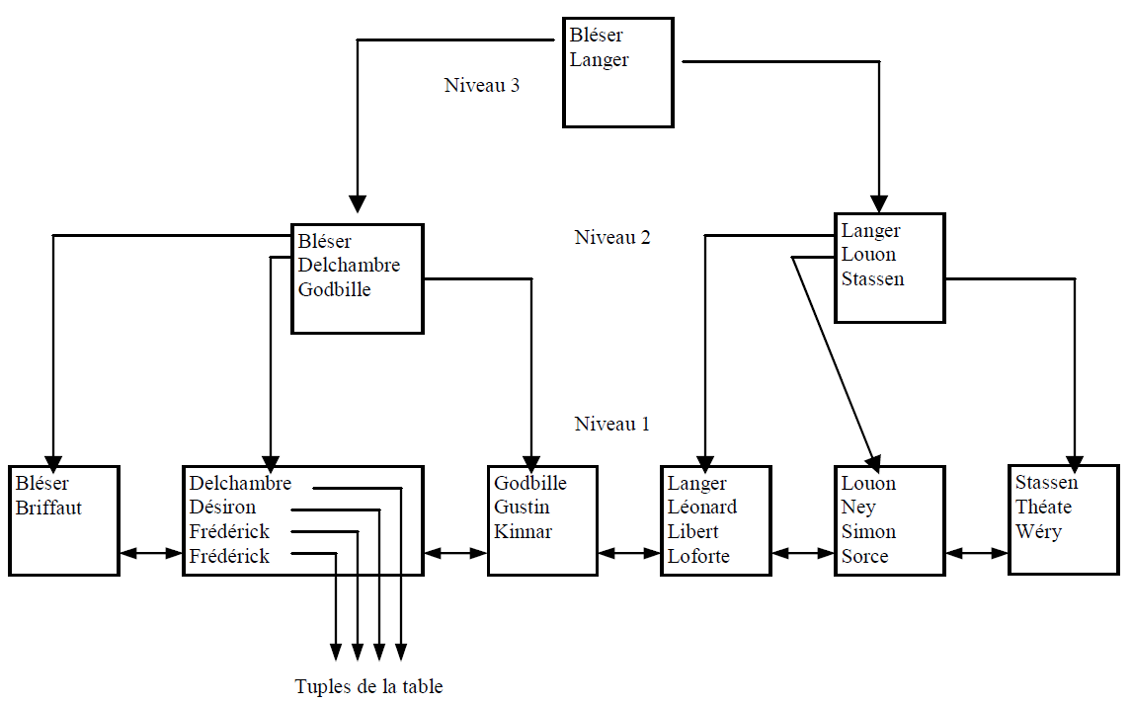 Bléser
Langer
Niveau 3
Bléser
Delchambre
Godbille
Niveau 2
Langer
Louon
Stassen
Niveau 1
Bléser
Briffaut
Delchambre
Désiron
Frédérick
Frédérick
Godbille
Gustin
Kinnar
Langer
Léonard
Libert
Loforte
Louon
Ney
Simon
Sorce
Stassen
Théate
Wéry
Tuples de la table